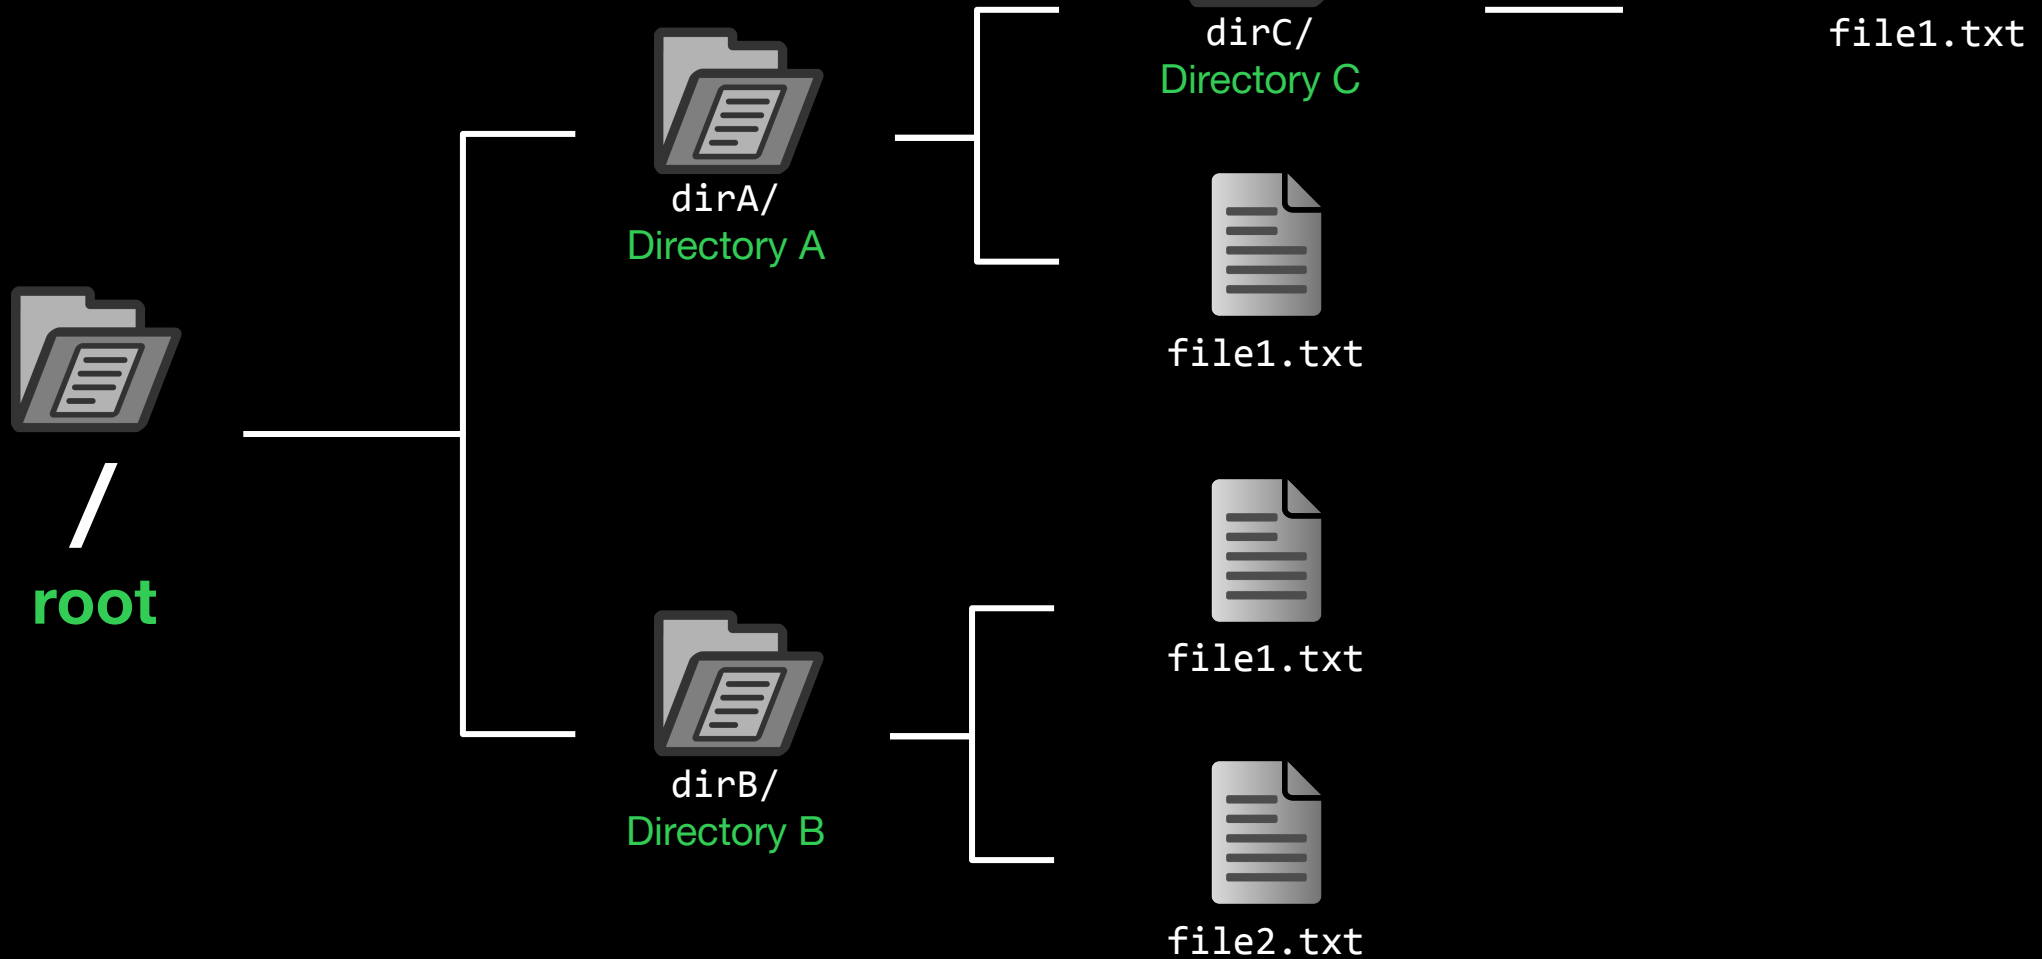 dirC/
Directory C
file1.txt
dirA/
Directory A
file1.txt
/
root
file1.txt
dirB/
Directory B
file2.txt